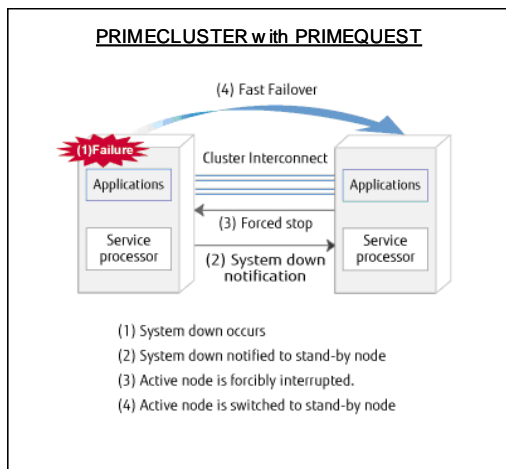 PRIMECLUSTER with PRIMEQUEST
(4) Fast Failover
(1)Failure
Cluster Interconnect
Applications
Applications
(3) Forced stop
Service
processor
Service
processor
(2) System down
notification
(1) System down occurs
(2) System down notified to stand-by node
(3) Active node is forcibly interrupted.
(4) Active node is switched to stand-by node